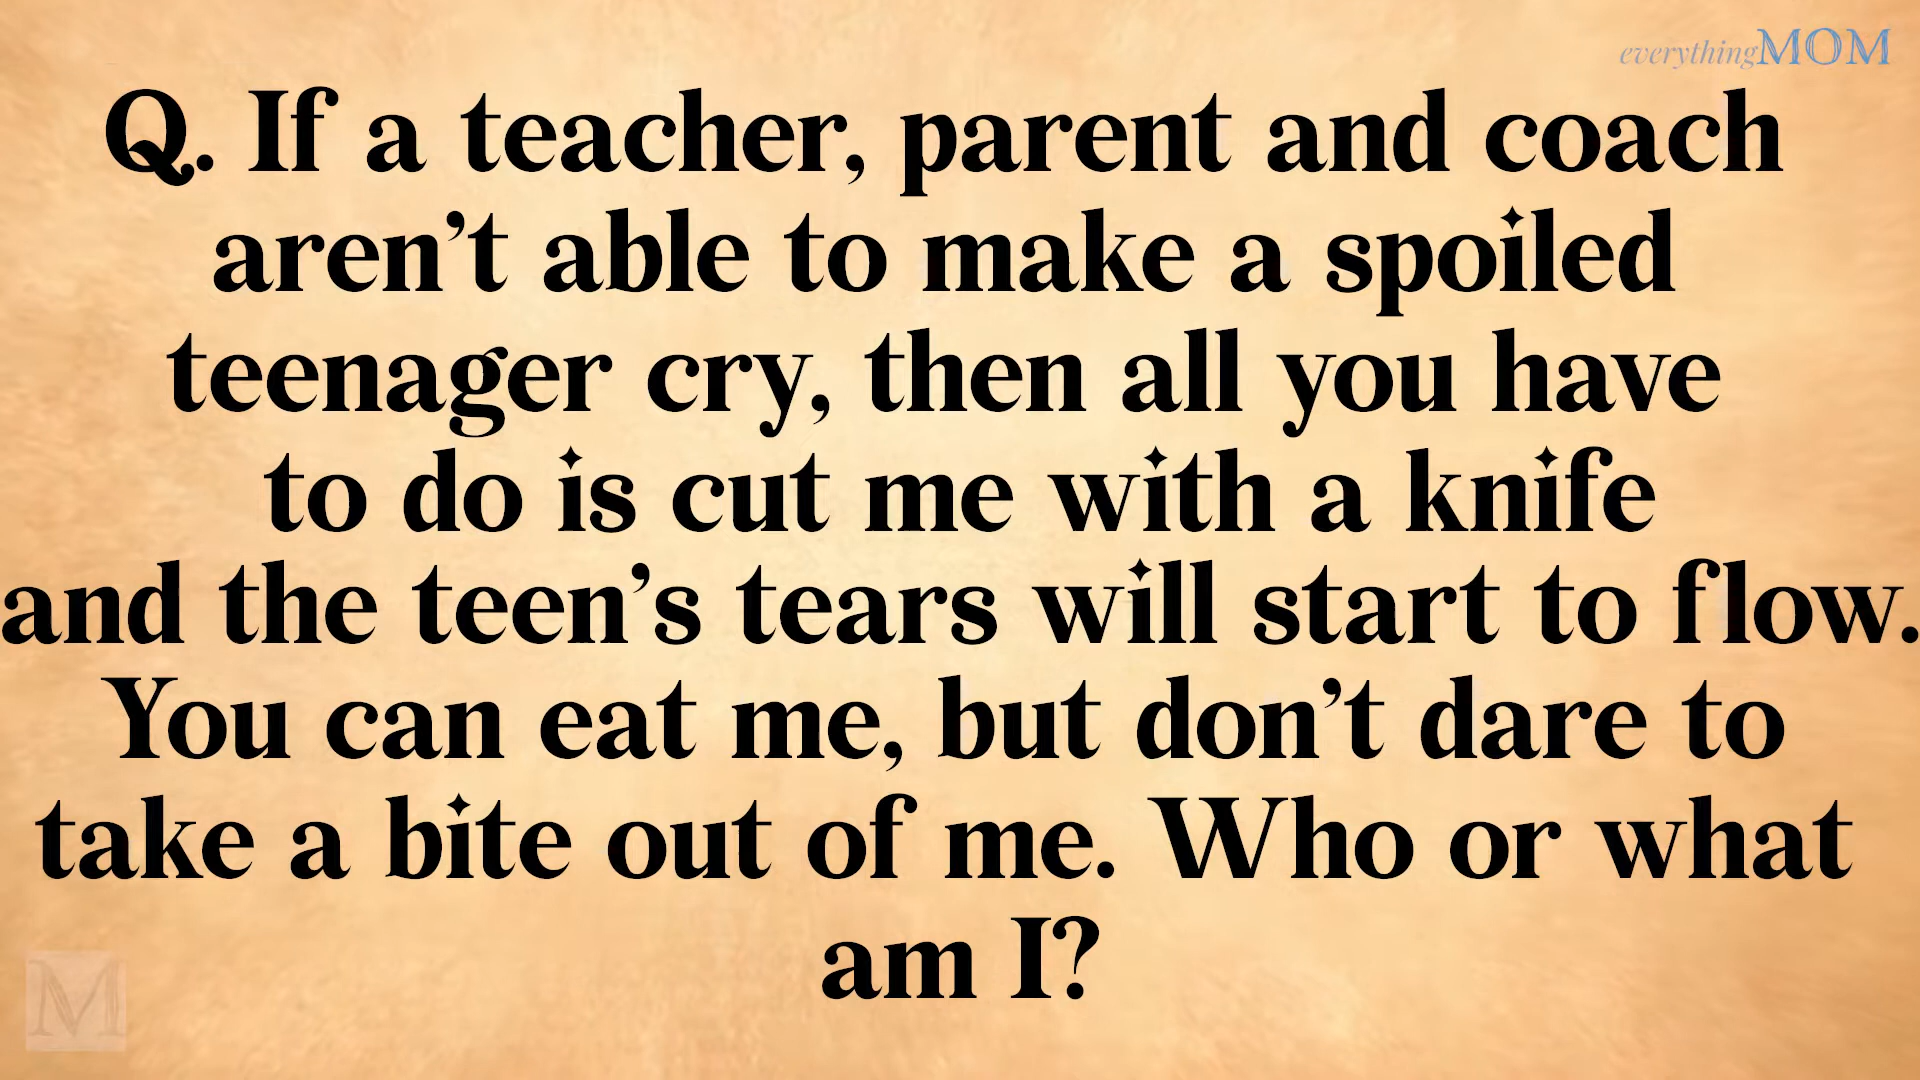 everythingMOM
Q. If a teacher, parent and coach
aren’t able to make a spoiled
teenager cry, then all you have
to do is cut me with a knife
and the teen’s tears will start to flow.
You can eat me, but don’t dare to
take a bite out of me. Who or what
am I?
M